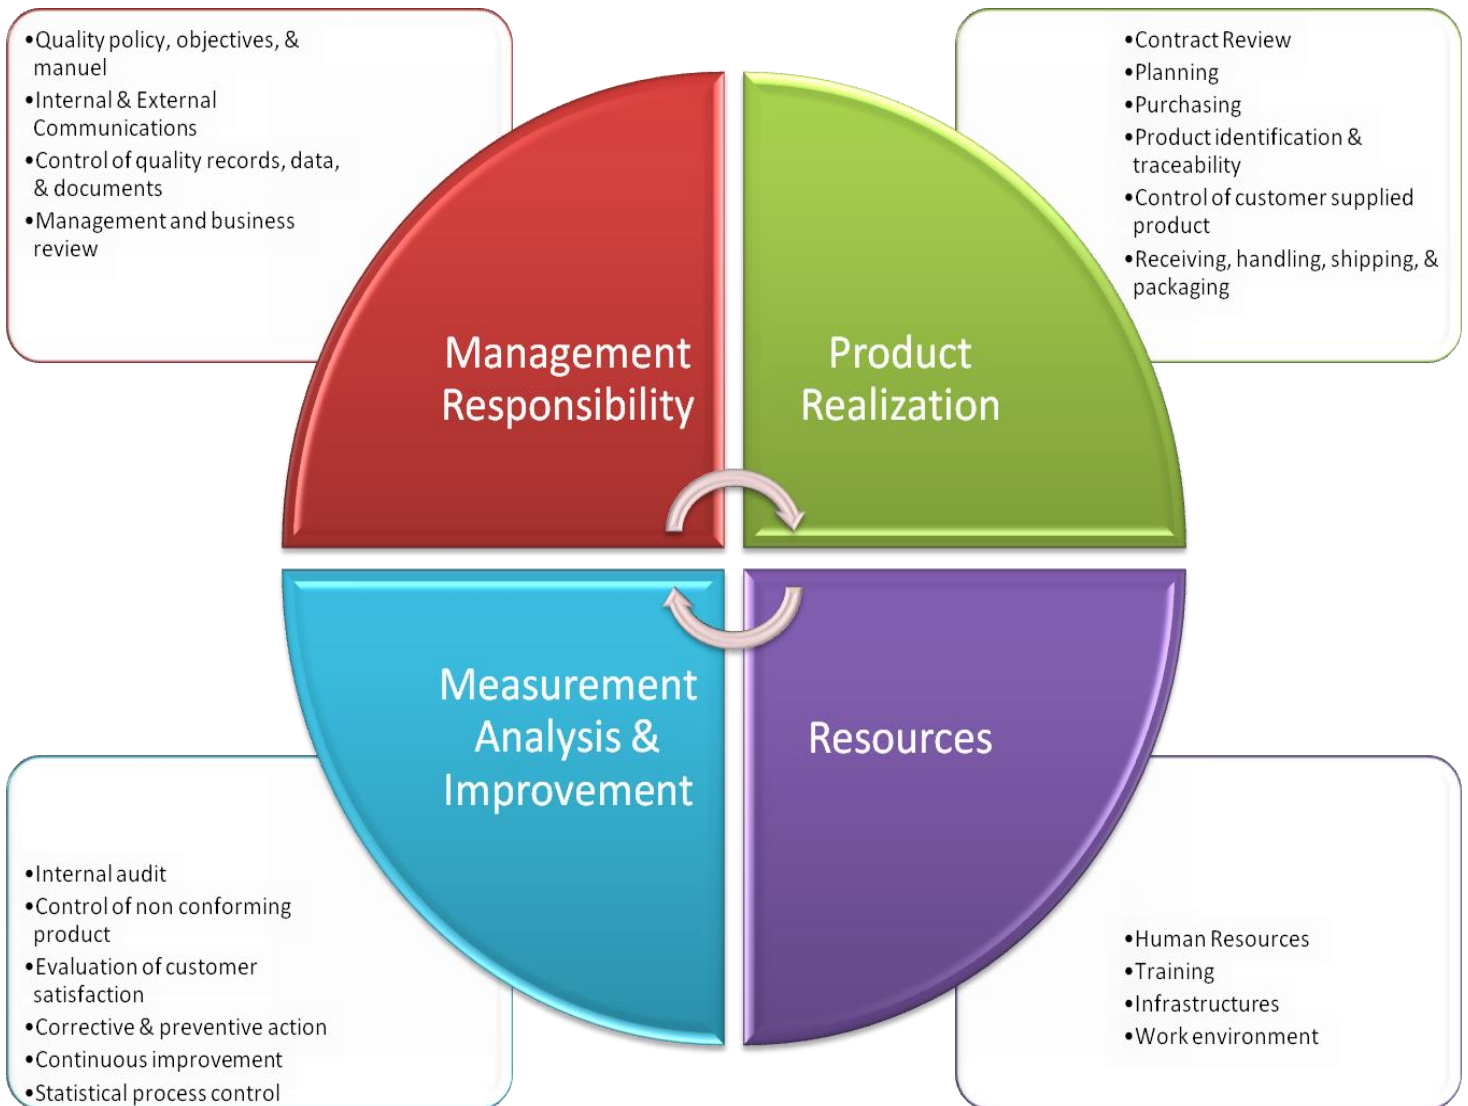 •Quality policy, objectives, &
manuel
•Internal & External
Communications
•Control of quality records, data,
& documents
•Management and business
review
•Contract Review
•Planning
•Purchasing
•Product identification &
traceability
•Control of customer supplied
product
•Receiving, handling, shipping, &
packaging
Management
Responsibility
Product
Realization
Measurement
Analysis &
Improvement
Resources
•Internal audit
•Control of non conforming
product
•Evaluation of customer
satisfaction
•Corrective & preventive action
•Continuous improvement
•Statistical process control
•Human Resources
•Training
•Infrastructures
•Work environment